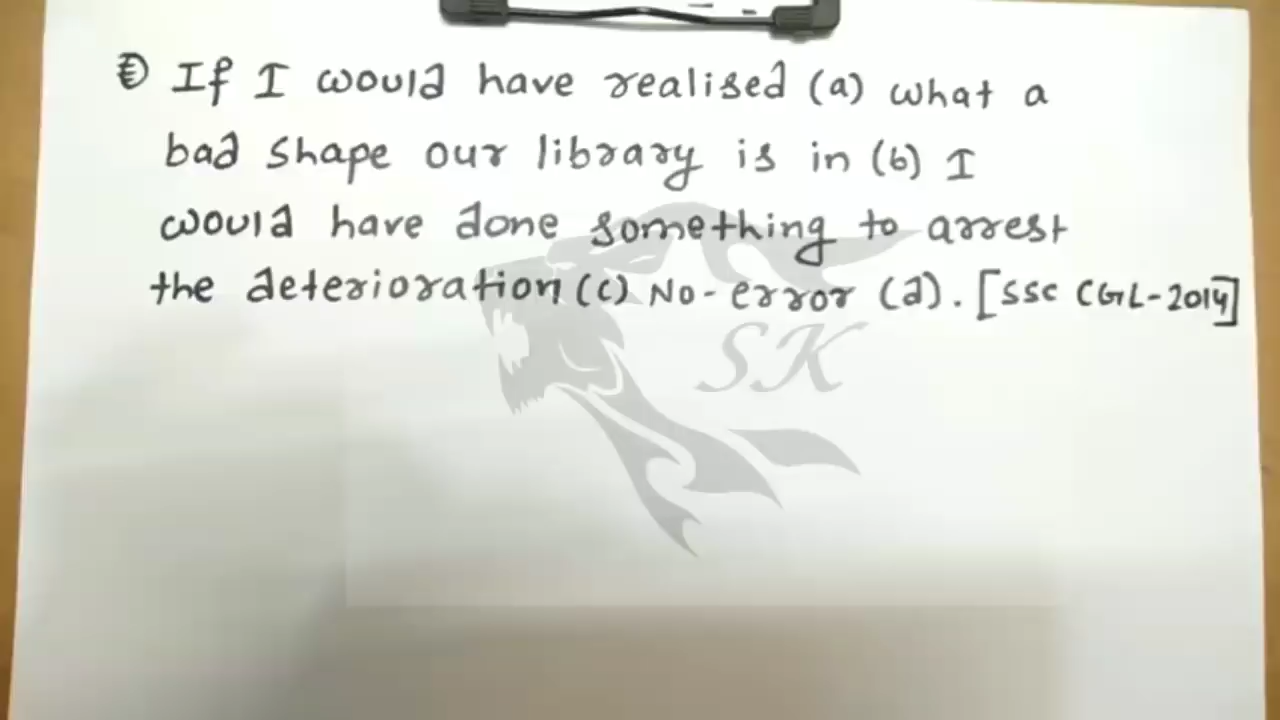 If I would have realised (a) what a
bad shape our library is in (b) I
would have done something to arrest
the deterioration (c) No-error (d). [SSC CGL-2014]
SK